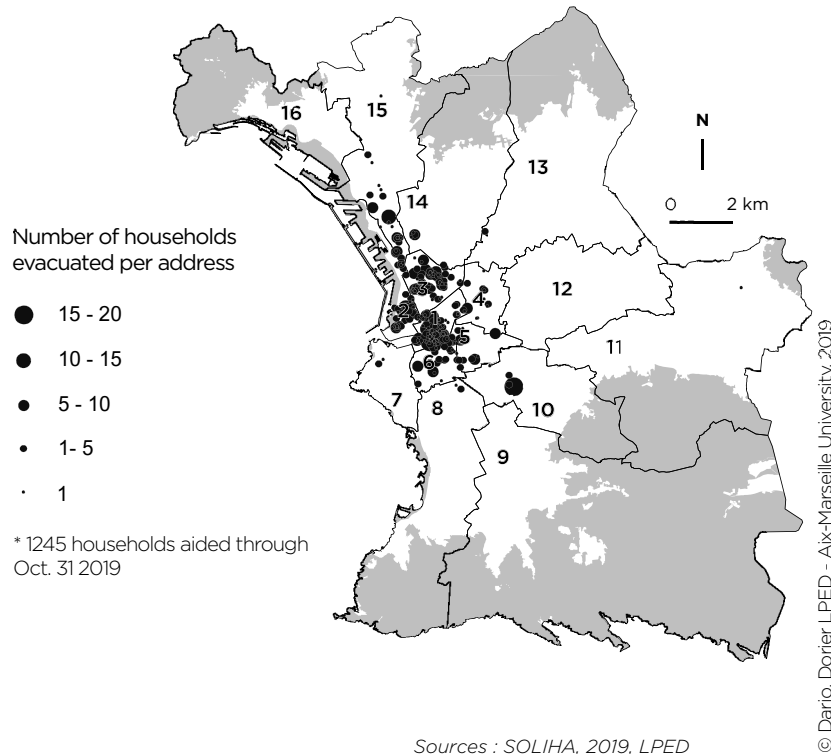 16
15
N
13
14
0 2 km
Number of households
evacuated per address
15 - 20
10 - 15
5 - 10
1- 5
1
3
4
12
2
1
5
11
6
7
8
10
9
* 1245 households aided through
Oct. 31 2019
© Dario, Dorier LPED - Aix-Marseille University, 2019
Sources : SOLIHA, 2019, LPED